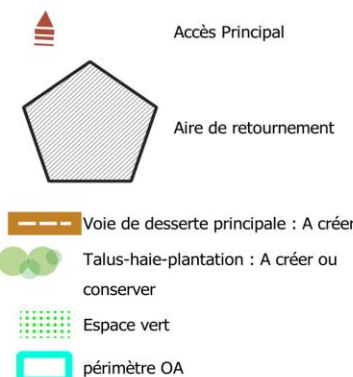 Accès Principal
Aire de retournement
Voie de desserte principale : A créer
Talus-haie-plantation : A créer ou
conserver
Espace vert
périmètre OA